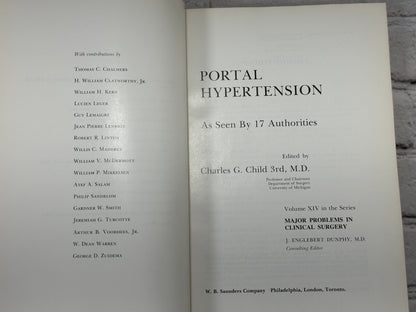 With contributions by
THOMAS C. CHALMERS
H. WILLIAM CLATWORTHY, JR.
WILLIAM H. KERN
LUCIEN LEGER
GUY LEMAIGRE
JEAN PIERRE LENRIOT
ROBERT R. LINTON
WILLIS C. MADDREY
WILLIAM V. MCDERMOTT
WILLIAM P. MIKKELSEN
ATEF A. SALAM
PHILIP SANDBLOM
GARDNER W. SMITH
JEREMIAH G. TURCOTTE
ARTHUR B. VOORHEES, JR.
W. DEAN WARREN
GEORGE D. ZUIDEMA
PORTAL
HYPERTENSION
As Seen By 17 Authorities
Edited by
Charles G. Child 3rd, M.D.
Professor and Chairman
Department of Surgery
University of Michigan
Volume XIV in the Series
MAJOR PROBLEMS IN
CLINICAL SURGERY
J. ENGLEBERT DUNPHY, M.D.
Consulting Editor
W. B. Saunders Company Philadelphia, London, Toronto.